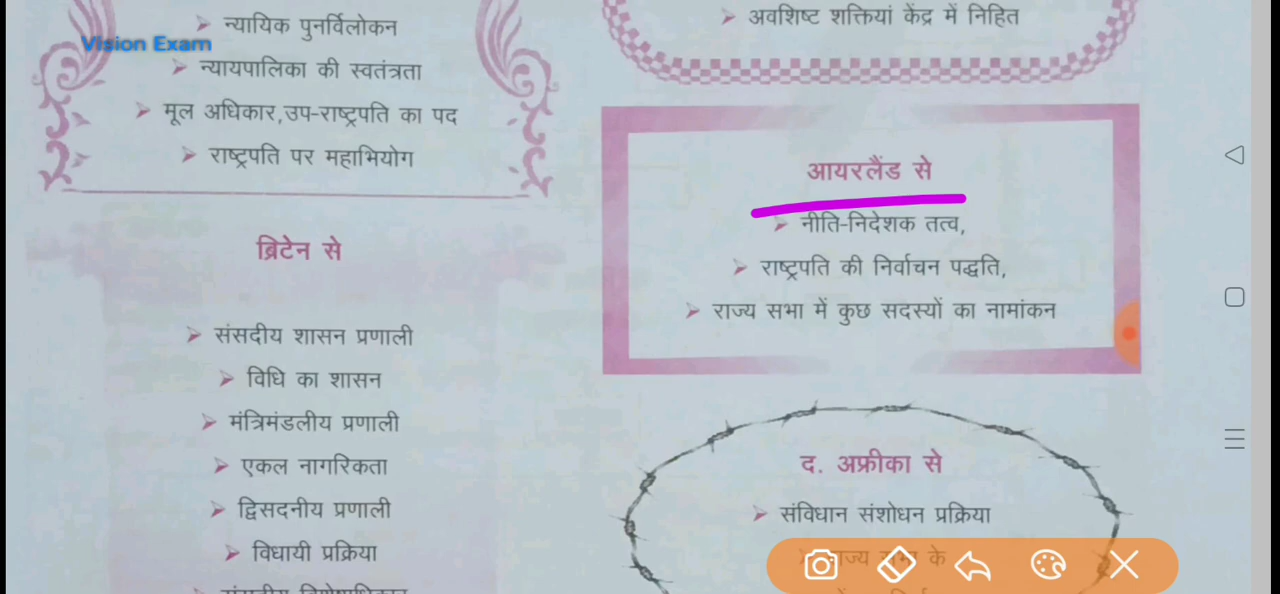 न्यायिक पुनर्विलोकन
Vision Exam
न्यायपालिका की स्वतंत्रता
मूल अधिकार,उप-राष्ट्रपति का पद
राष्ट्रपति पर महाभियोग
ब्रिटेन से
संसदीय शासन प्रणाली
विधि का शासन
मंत्रिमंडलीय प्रणाली
एकल नागरिकता
द्विसदनीय प्रणाली
विधायी प्रक्रिया
अवशिष्ट शक्तियां केंद्र में निहित
आयरलैंड से
नीति-निदेशक तत्व,
राष्ट्रपति की निर्वाचन पद्धति,
राज्य सभा में कुछ सदस्यों का नामांकन
द. अफ्रीका से
संविधान संशोधन प्रक्रिया
राज्य सभा के